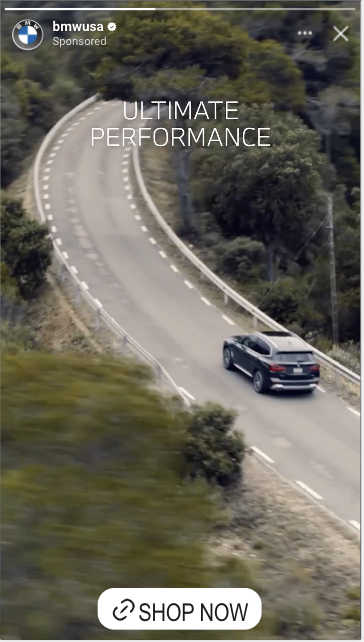 bmwusa
Sponsored
ULTIMATE
PERFORMANCE
SHOP NOW